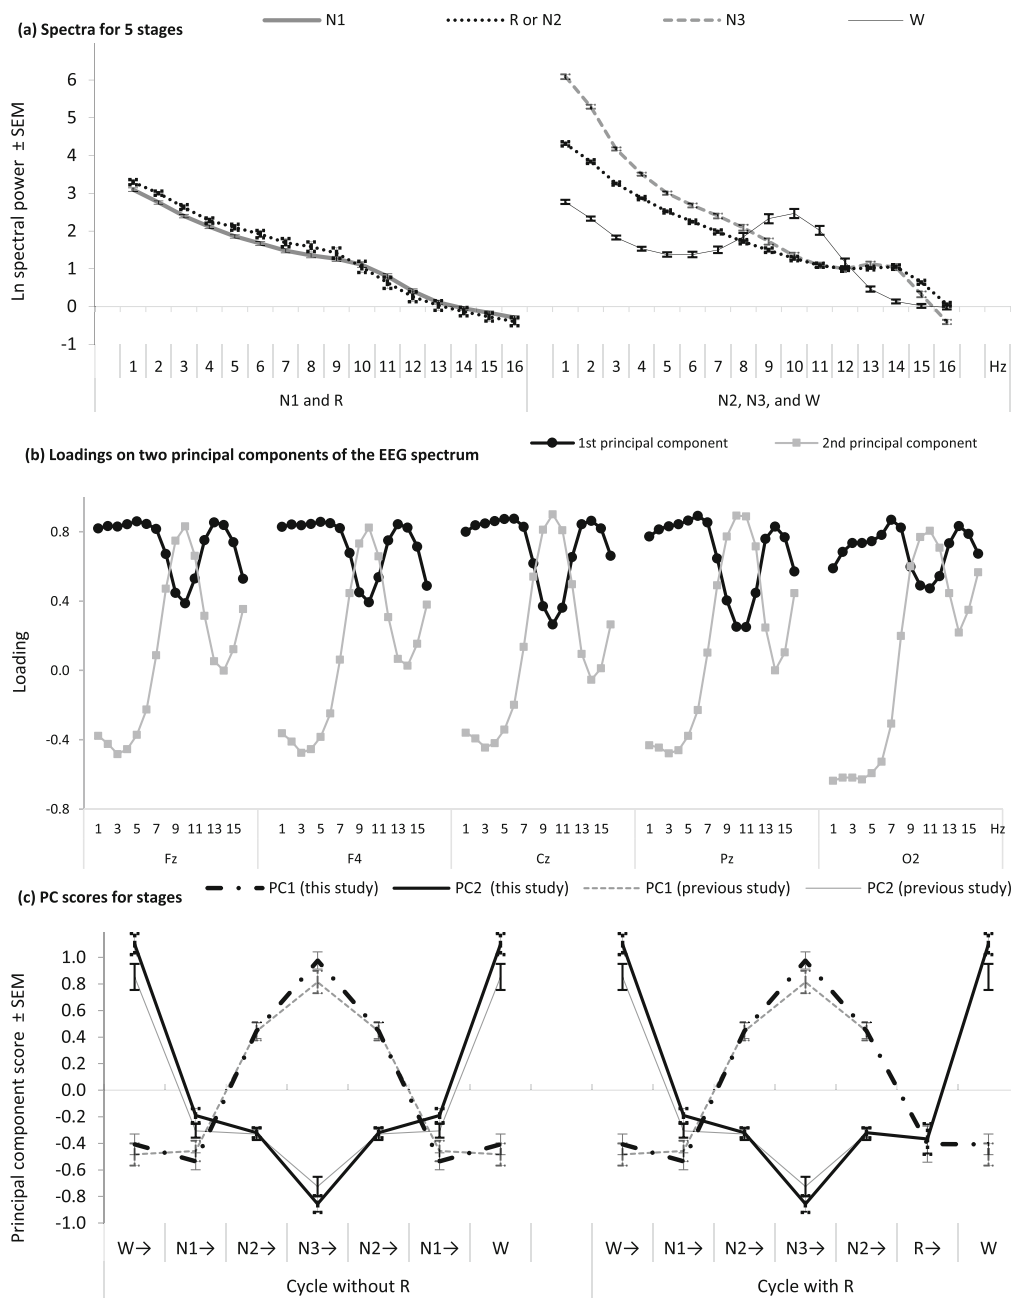 (a) Spectra for 5 stages
N1 R or N2 N3 W
Ln spectral power ± SEM
6
5
4
3
2
1
0
-1
1 2 3 4 5 6 7 8 9 10 11 12 13 14 15 16 1 2 3 4 5 6 7 8 9 10 11 12 13 14 15 16 Hz
N1 and R N2, N3, and W
1st principal component 2nd principal component
(b) Loadings on two principal components of the EEG spectrum
Loading
0.8
0.4
0.0
-0.4
-0.8
1 3 5 7 9 11 13 15 1 3 5 7 9 11 13 15 1 3 5 7 9 11 13 15 1 3 5 7 9 11 13 15 1 3 5 7 9 11 13 15 Hz
Fz F4 Cz Pz O2
PC1 (this study) PC2 (this study) PC1 (previous study) PC2 (previous study)
(c) PC scores for stages
Principal component score ± SEM
1.0
0.8
0.6
0.4
0.2
0.0
-0.2
-0.4
-0.6
-0.8
-1.0
W→ N1→ N2→ N3→ N2→ N1→ W W→ N1→ N2→ N3→ N2→ R→ W
Cycle without R Cycle with R